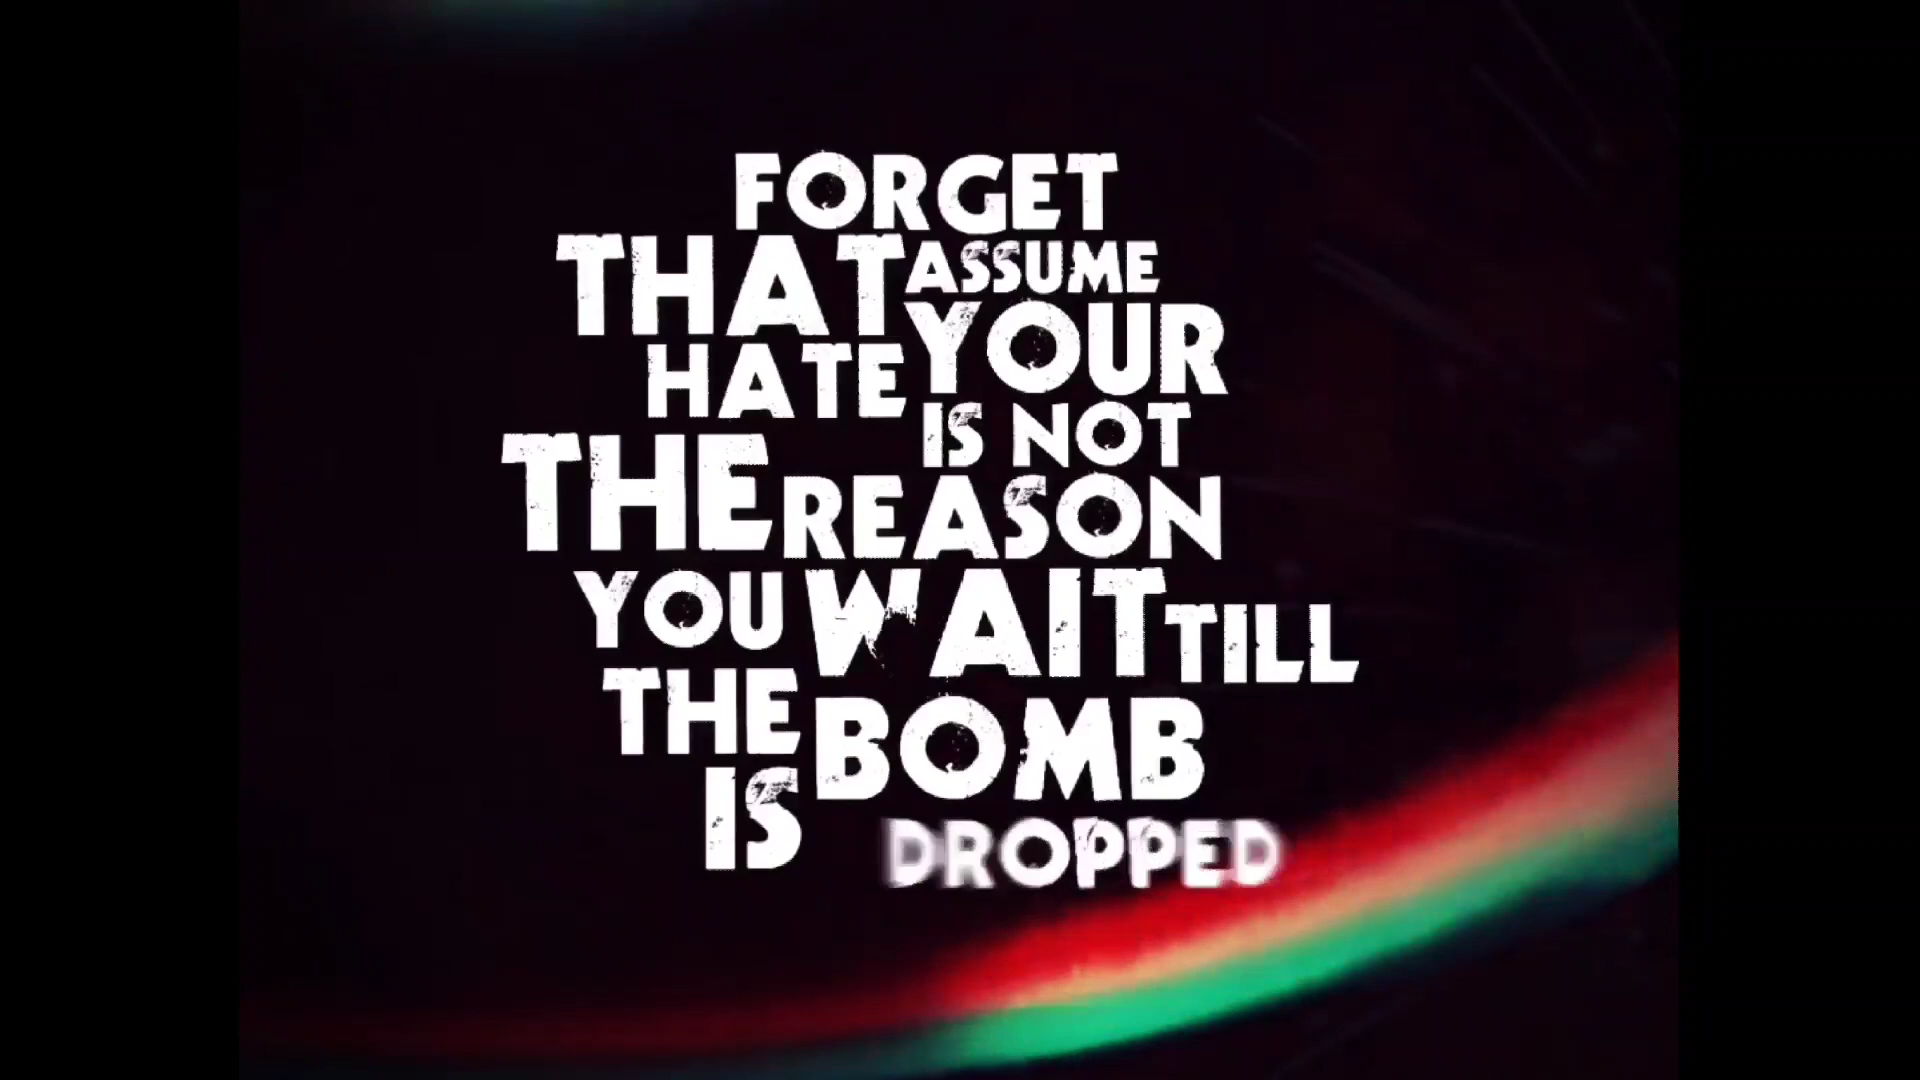 FORGET
THAT ASSUME
HATE YOUR
IS NOT
THE REASON
YOU WAIT TILL
THE BOMB
IS DROPPED